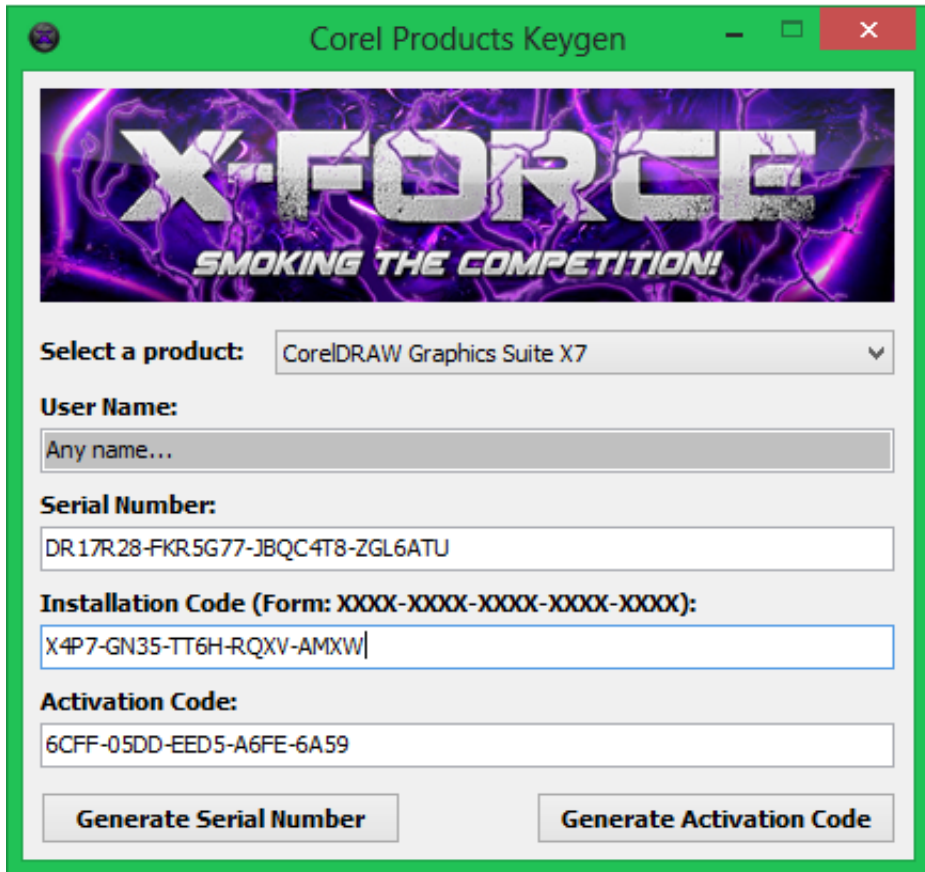 Corel Products Keygen
X-FORCE
SMOKING THE COMPETITION!
Select a product: CorelDRAW Graphics Suite X7
User Name:
Any name...
Serial Number:
DR17R28-FKR5G77-JBQC4T8-ZGL6ATU
Installation Code (Form: XXXX-XXXX-XXXX-XXXX-XXXX):
X4P7-GN35-TT6H-RQXV-AMXW
Activation Code:
6CFF-05DD-EED5-A6FE-6A59
Generate Serial Number Generate Activation Code